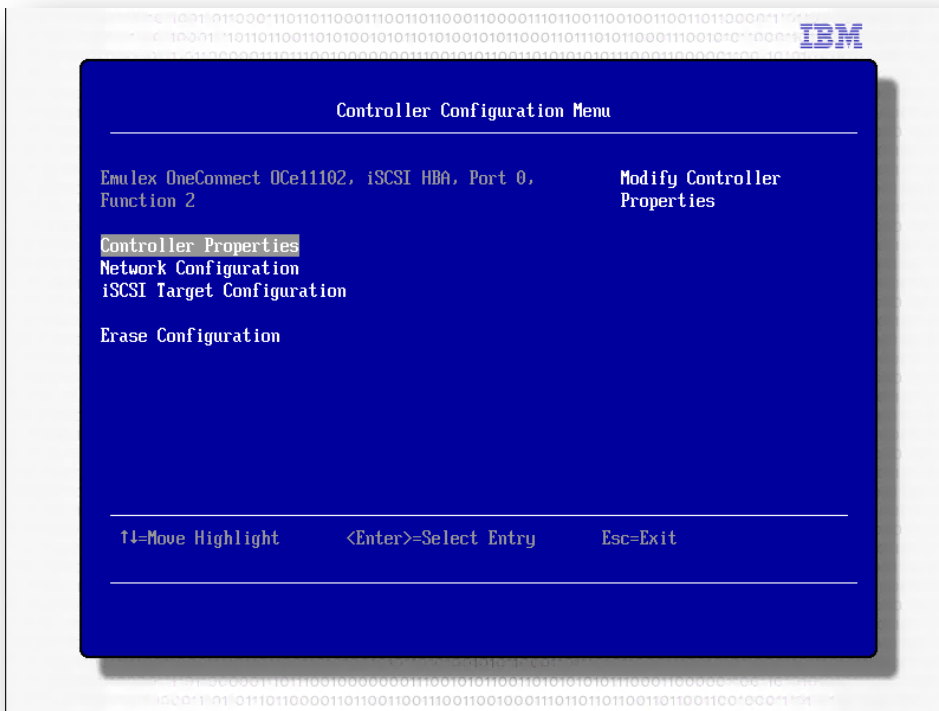 IBM
Controller Configuration Menu
Emulex OneConnect OCe11102, iSCSI HBA, Port 0,
Function 2
Modify Controller
Properties
Controller Properties
Network Configuration
iSCSI Target Configuration
Erase Configuration
↑↓=Move Highlight <Enter>=Select Entry Esc=Exit